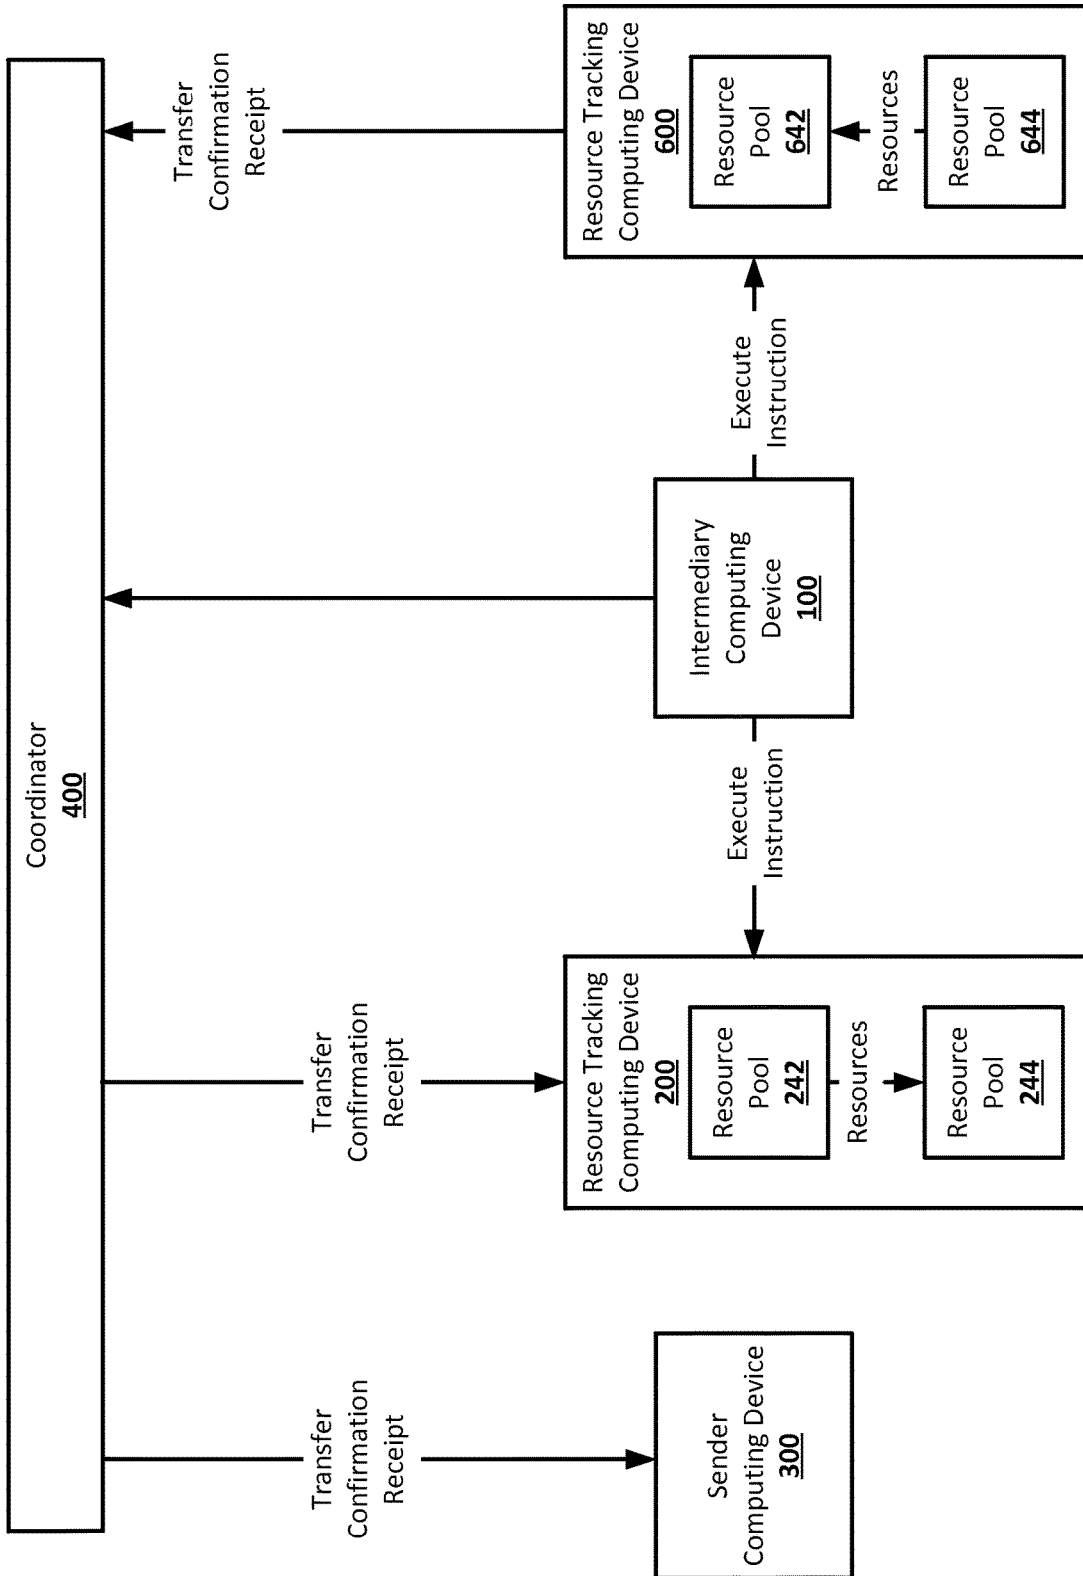 Coordinator
400
Transfer
Confirmation
Receipt
Transfer
Confirmation
Receipt
Transfer
Confirmation
Receipt
Sender
Computing Device
300
Resource Tracking
Computing Device
200
Resource
Pool
242
Resources
Resource
Pool
244
Execute
Instruction
Intermediary
Computing
Device
100
Execute
Instruction
Resource Tracking
Computing Device
600
Resource
Pool
642
Resources
Resource
Pool
644